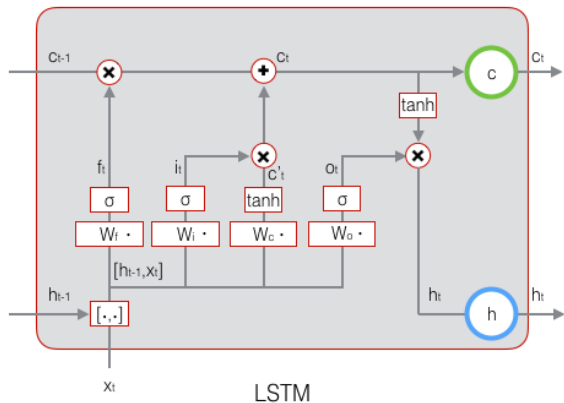 Ct-1 Ct c Ct
tanh
ft it c't ot
σ σ tanh σ
Wf · Wi · Wc · Wo ·
[ht-1,xt]
ht-1 [·,·] ht h ht
xt
LSTM